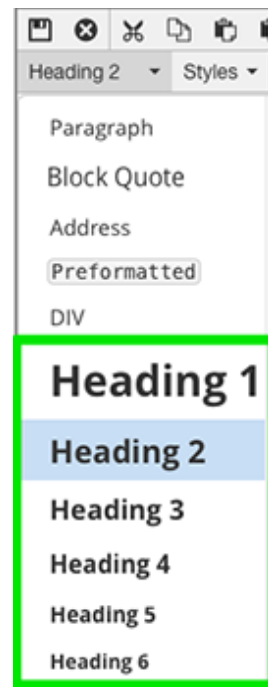 Heading 2 Styles
Paragraph
Block Quote
Address
Preformatted
DIV
Heading 1
Heading 2
Heading 3
Heading 4
Heading 5
Heading 6